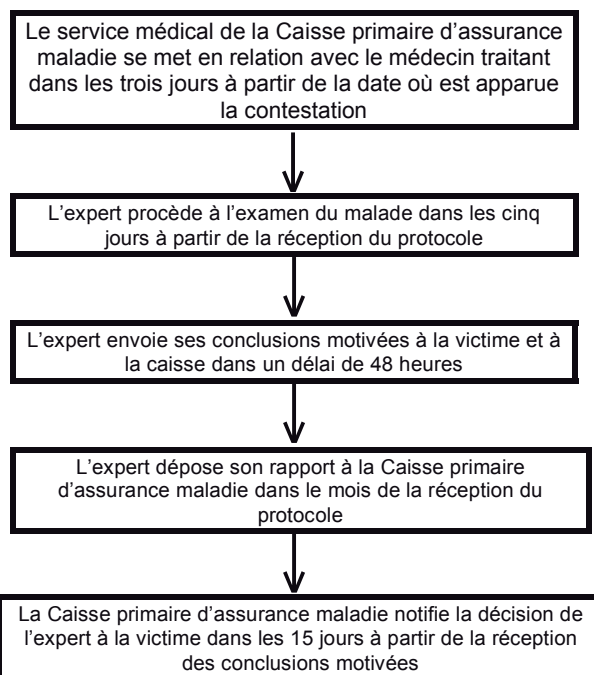 Le service médical de la Caisse primaire d'assurance
maladie se met en relation avec le médecin traitant
dans les trois jours à partir de la date où est apparue
la contestation
L'expert procède à l'examen du malade dans les cinq
jours à partir de la réception du protocole
L'expert envoie ses conclusions motivées à la victime et à
la caisse dans un délai de 48 heures
L'expert dépose son rapport à la Caisse primaire
d'assurance maladie dans le mois de la réception du
protocole
La Caisse primaire d'assurance maladie notifie la décision de
l'expert à la victime dans les 15 jours à partir de la réception
des conclusions motivées